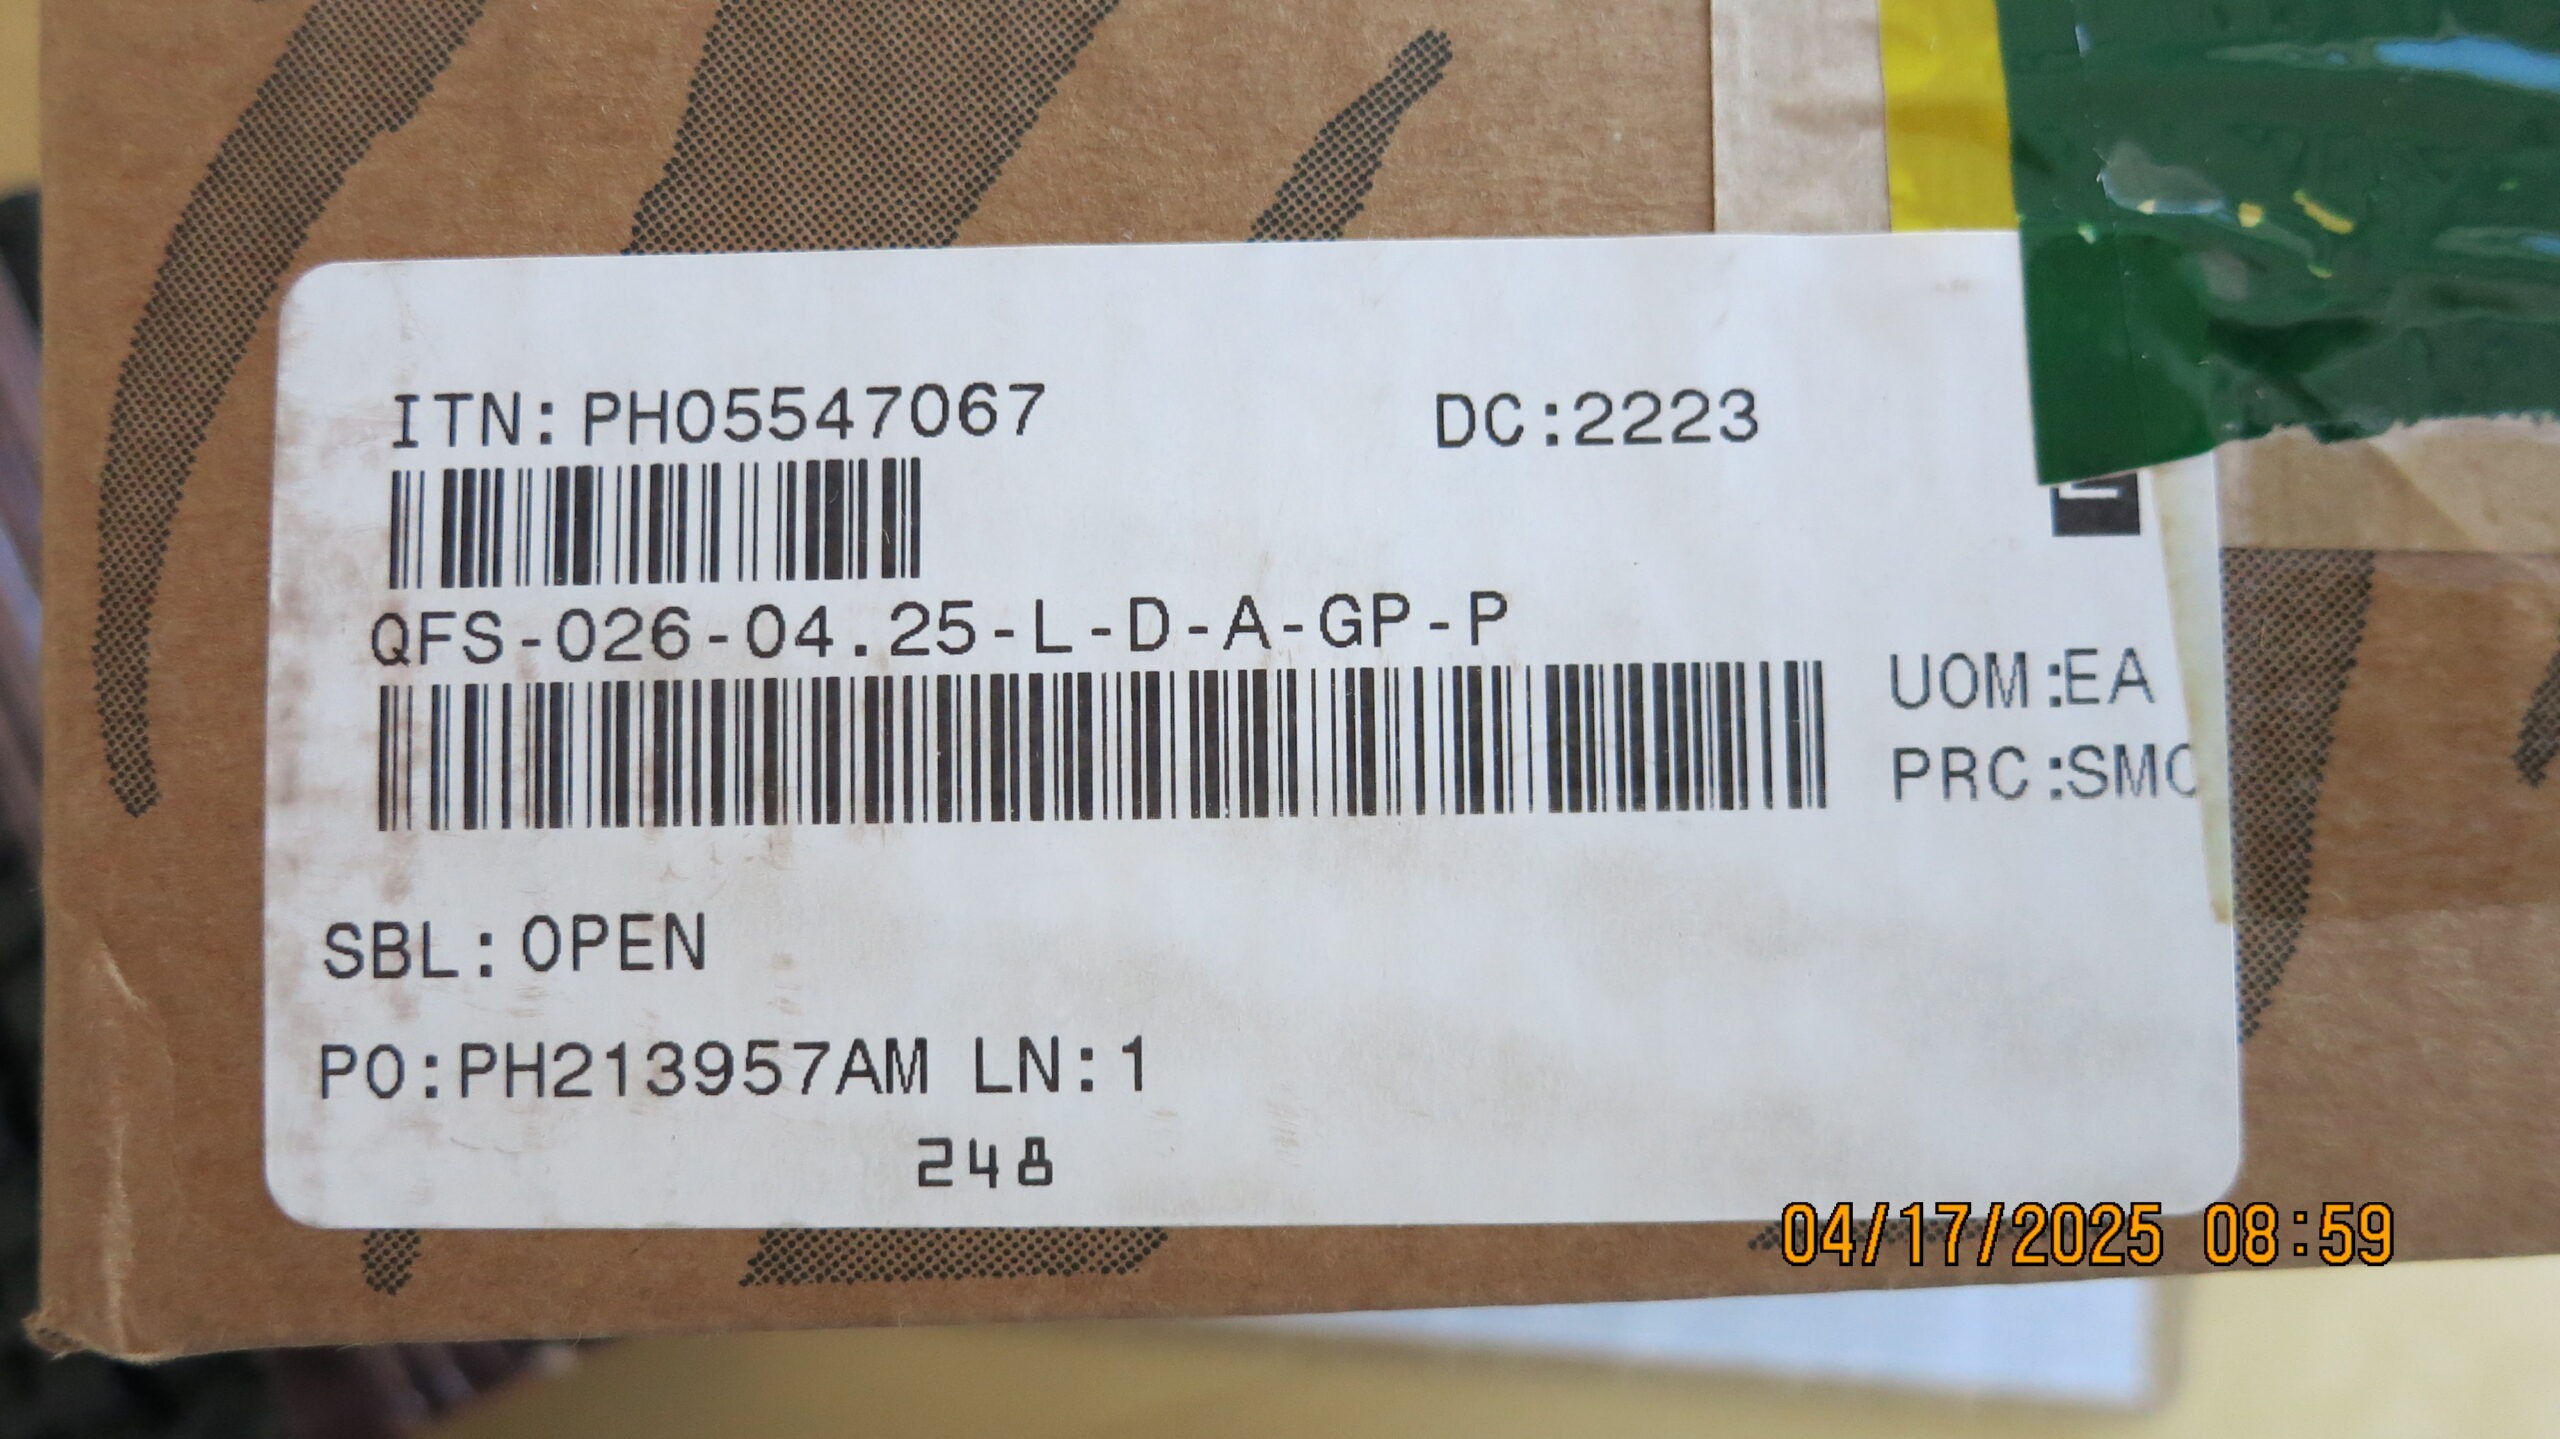 ITN:PH05547067 DC:2223
QFS-026-04.25-L-D-A-GP-P
UOM:EA
PRC:SMC
SBL:OPEN
PO:PH213957AM LN:1
248
04/17/2025 08:59